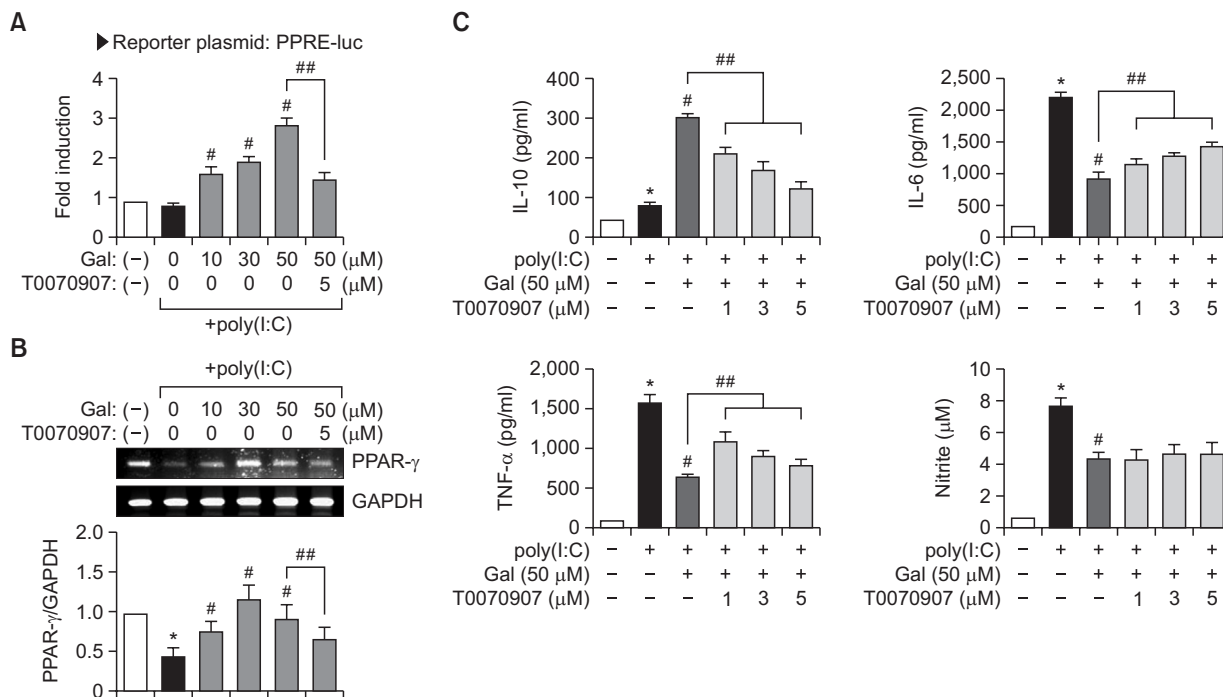 A
▶ Reporter plasmid: PPRE-luc
##
#
# #
Fold induction
4
3
2
1
0
Gal: (−) 0 10 30 50 50 (μM)
T0070907: (−) 0 0 0 0 5 (μM)
+poly(I:C)
B
+poly(I:C)
Gal: (−) 0 10 30 50 50 (μM)
T0070907: (−) 0 0 0 0 5 (μM)
PPAR-γ
GAPDH
PPAR-γ/GAPDH
2.0
1.5
1.0
0.5
0
* # # # ##
C
IL-10 (pg/ml)
400
300
200
100
0
* # ##
poly(I:C) − + + + + +
Gal (50 μM) − − + + + +
T0070907 (μM) − − − 1 3 5
IL-6 (pg/ml)
2,500
2,000
1,500
1,000
500
0
* # ##
poly(I:C) − + + + + +
Gal (50 μM) − − + + + +
T0070907 (μM) − − − 1 3 5
TNF-α (pg/ml)
2,000
1,500
1,000
500
0
* # ##
poly(I:C) − + + + + +
Gal (50 μM) − − + + + +
T0070907 (μM) − − − 1 3 5
Nitrite (μM)
10
8
6
4
2
0
* #
poly(I:C) − + + + + +
Gal (50 μM) − − + + + +
T0070907 (μM) − − − 1 3 5